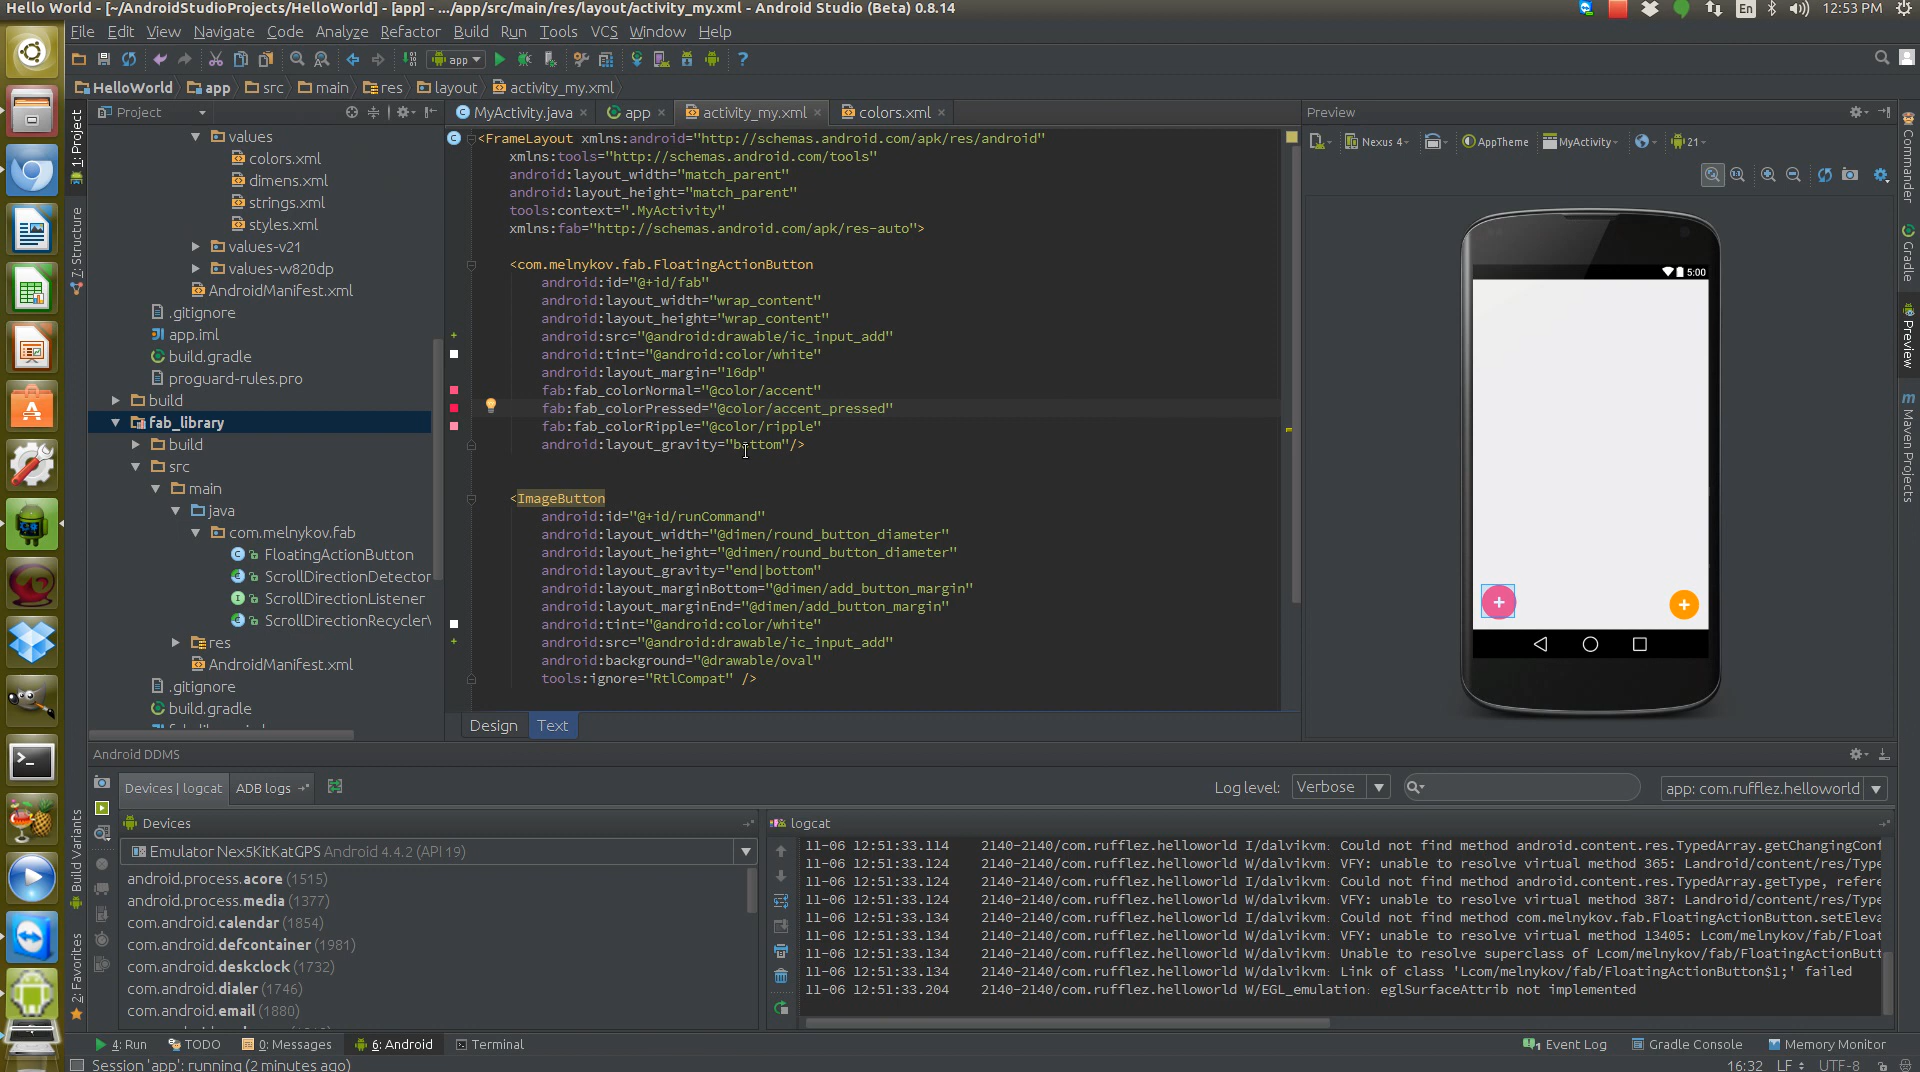 Hello World - [~/AndroidStudioProjects/HelloWorld] - [app] - .../app/src/main/res/layout/activity_my.xml - Android Studio (Beta) 0.8.14
En
12:53 PM
File Edit View Navigate Code Analyze Refactor Build Run Tools VCS Window Help
app
HelloWorld app src main res layout activity_my.xml
Project
MyActivity.java app activity_my.xml colors.xml
Preview
1: Project
7: Structure
Build Variants
2: Favorites
values
colors.xml
dimens.xml
strings.xml
styles.xml
values-v21
values-w820dp
AndroidManifest.xml
.gitignore
app.iml
build.gradle
proguard-rules.pro
build
fab_library
build
src
main
java
com.melnykov.fab
FloatingActionButton
ScrollDirectionDetector
ScrollDirectionListener
ScrollDirectionRecyclerV
res
AndroidManifest.xml
.gitignore
build.gradle
<FrameLayout xmlns:android="http://schemas.android.com/apk/res/android"
xmlns:tools="http://schemas.android.com/tools"
android:layout_width="match_parent"
android:layout_height="match_parent"
tools:context=".MyActivity"
xmlns:fab="http://schemas.android.com/apk/res-auto">
<com.melnykov.fab.FloatingActionButton
android:id="@+id/fab"
android:layout_width="wrap_content"
android:layout_height="wrap_content"
android:src="@android:drawable/ic_input_add"
android:tint="@android:color/white"
android:layout_margin="16dp"
fab:fab_colorNormal="@color/accent"
fab:fab_colorPressed="@color/accent_pressed"
fab:fab_colorRipple="@color/ripple"
android:layout_gravity="bottom"/>
<ImageButton
android:id="@+id/runCommand"
android:layout_width="@dimen/round_button_diameter"
android:layout_height="@dimen/round_button_diameter"
android:layout_gravity="end|bottom"
android:layout_marginBottom="@dimen/add_button_margin"
android:layout_marginEnd="@dimen/add_button_margin"
android:tint="@android:color/white"
android:src="@android:drawable/ic_input_add"
android:background="@drawable/oval"
tools:ignore="RtlCompat" />
Design Text
Nexus 4 AppTheme MyActivity 21
5:00
Commander
Gradle
Preview
Maven Projects
Android DDMS
Devices | logcat ADB logs
Log level: Verbose
app: com.rufflez.helloworld
Devices
Emulator Nex5KitKatGPS Android 4.4.2 (API 19)
android.process.acore (1515)
android.process.media (1377)
com.android.calendar (1854)
com.android.defcontainer (1981)
com.android.deskclock (1732)
com.android.dialer (1746)
com.android.email (1880)
logcat
11-06 12:51:33.114 2140-2140/com.rufflez.helloworld I/dalvikvm: Could not find method android.content.res.TypedArray.getChangingConf
11-06 12:51:33.124 2140-2140/com.rufflez.helloworld W/dalvikvm: VFY: unable to resolve virtual method 365: Landroid/content/res/Type
11-06 12:51:33.124 2140-2140/com.rufflez.helloworld I/dalvikvm: Could not find method android.content.res.TypedArray.getType, refere
11-06 12:51:33.124 2140-2140/com.rufflez.helloworld W/dalvikvm: VFY: unable to resolve virtual method 387: Landroid/content/res/Type
11-06 12:51:33.134 2140-2140/com.rufflez.helloworld I/dalvikvm: Could not find method com.melnykov.fab.FloatingActionButton.setEleva
11-06 12:51:33.134 2140-2140/com.rufflez.helloworld W/dalvikvm: VFY: unable to resolve virtual method 13405: Lcom/melnykov/fab/Float
11-06 12:51:33.134 2140-2140/com.rufflez.helloworld W/dalvikvm: Unable to resolve superclass of Lcom/melnykov/fab/FloatingActionButt
11-06 12:51:33.134 2140-2140/com.rufflez.helloworld W/dalvikvm: Link of class 'Lcom/melnykov/fab/FloatingActionButton$1;' failed
11-06 12:51:33.204 2140-2140/com.rufflez.helloworld W/EGL_emulation: eglSurfaceAttrib not implemented
4: Run TODO 0: Messages 6: Android Terminal
Event Log Gradle Console Memory Monitor
Session 'app': running (2 minutes ago)
16:32 LF UTF-8